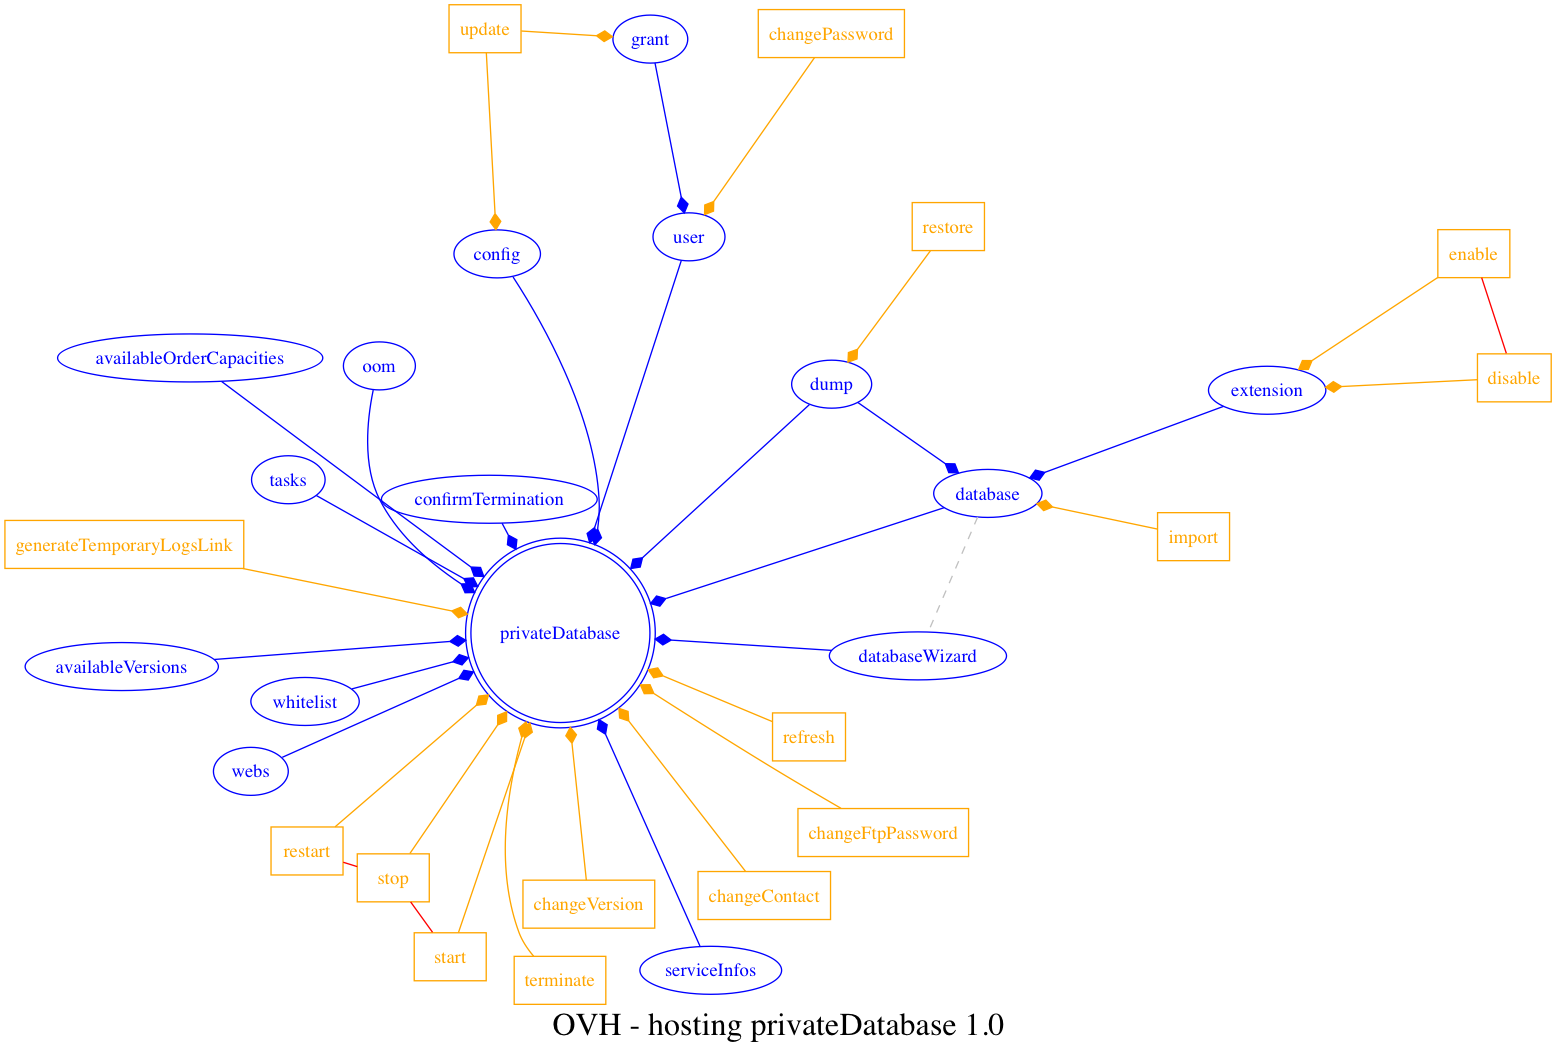 update
grant
changePassword
restore
user
config
enable
availableOrderCapacities
oom
dump
extension
disable
tasks
confirmTermination
database
generateTemporaryLogsLink
import
privateDatabase
availableVersions
databaseWizard
whitelist
refresh
webs
changeFtpPassword
restart
stop
changeVersion
changeContact
start
terminate
serviceInfos
OVH - hosting privateDatabase 1.0